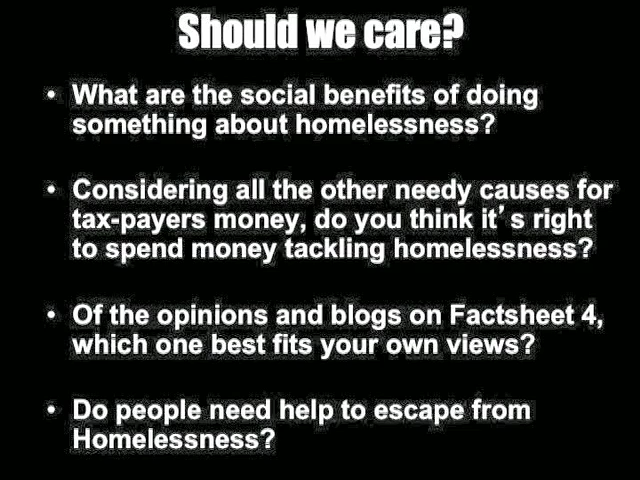 Should we care?
• What are the social benefits of doing
something about homelessness?
• Considering all the other needy causes for
tax-payers money, do you think it’s right
to spend money tackling homelessness?
• Of the opinions and blogs on Factsheet 4,
which one best fits your own views?
• Do people need help to escape from
Homelessness?